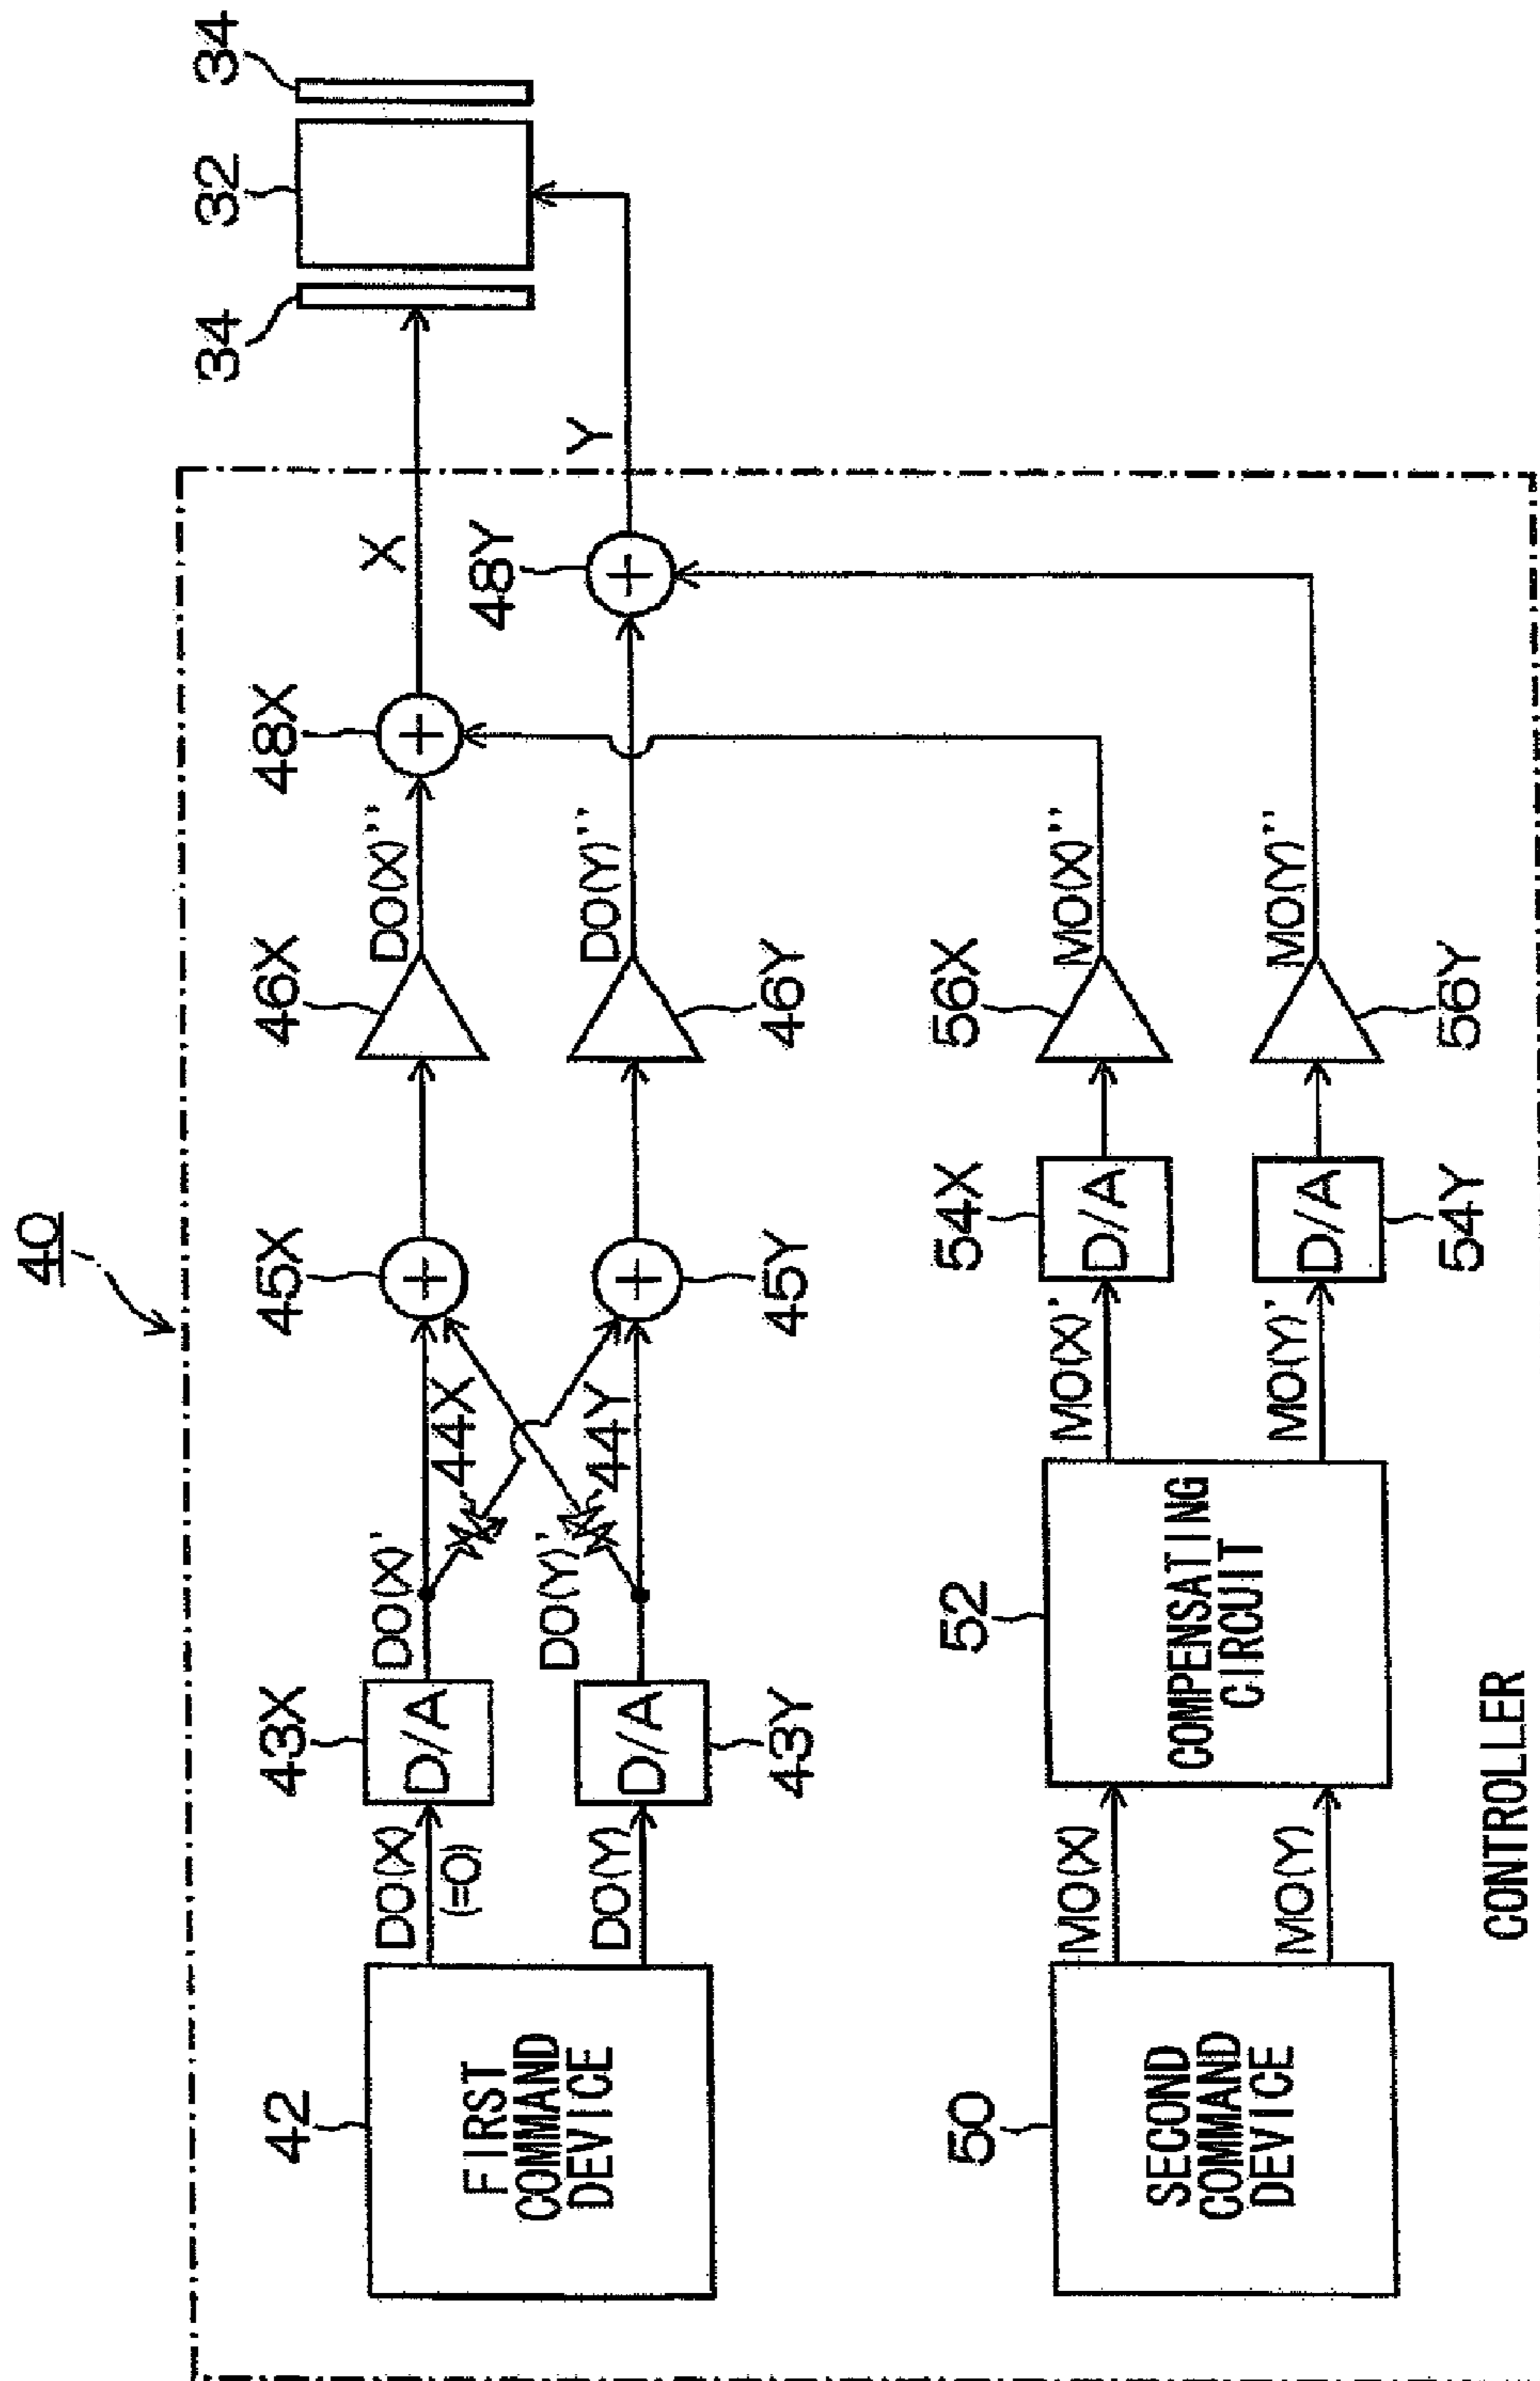 40
42
FIRST
COMMAND
DEVICE
DO(X)
(=0)
DO(Y)
43X
D/A
43Y
D/A
DO(X)'
DO(Y)'
44X
44Y
45X
+
45Y
+
46X
46Y
DO(X)''
DO(Y)''
48X
+
48Y
+
X
Y
34
32
34
50
SECOND
COMMAND
DEVICE
MO(X)
MO(Y)
52
COMPENSATING
CIRCUIT
MO(X)'
MO(Y)'
54X
D/A
54Y
D/A
56X
56Y
MO(X)''
MO(Y)''
CONTROLLER